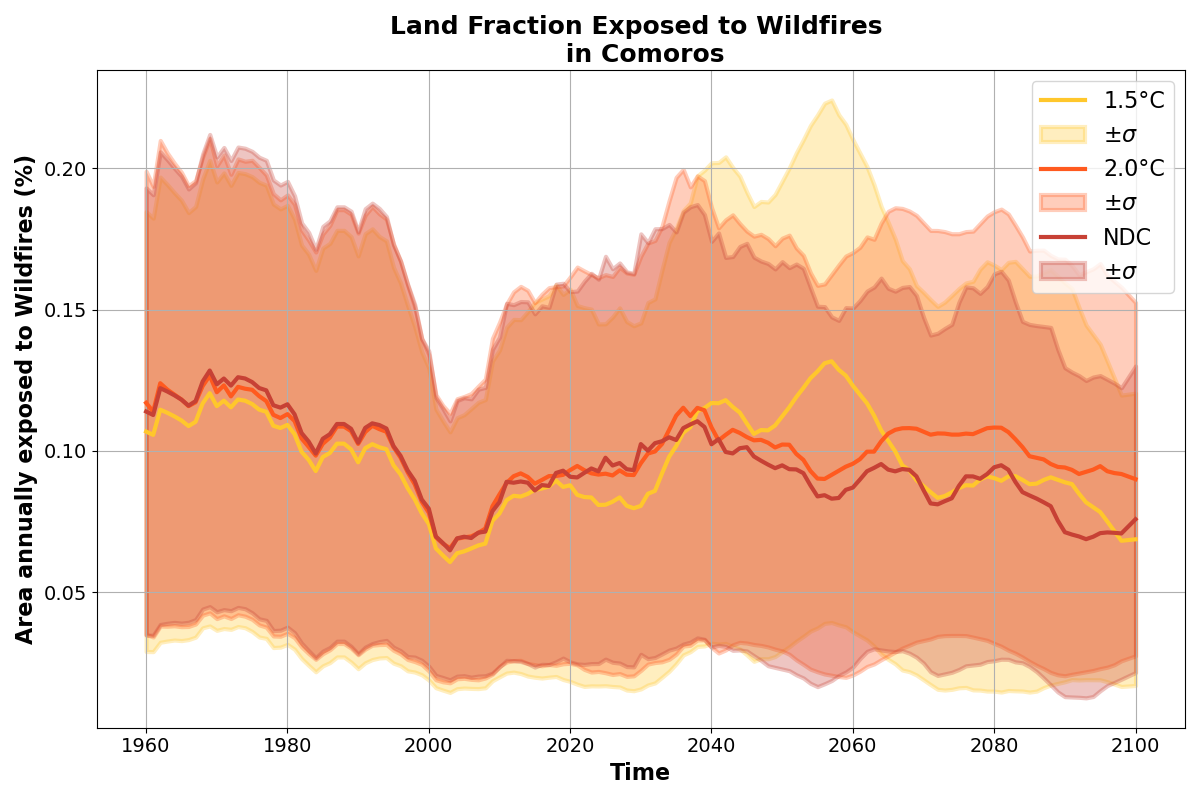 Land Fraction Exposed to Wildfires
in Comoros
Area annually exposed to Wildfires (%)
0.20
0.15
0.10
0.05
1.5°C
±σ
2.0°C
±σ
NDC
±σ
1960
1980
2000
2020
2040
2060
2080
2100
Time